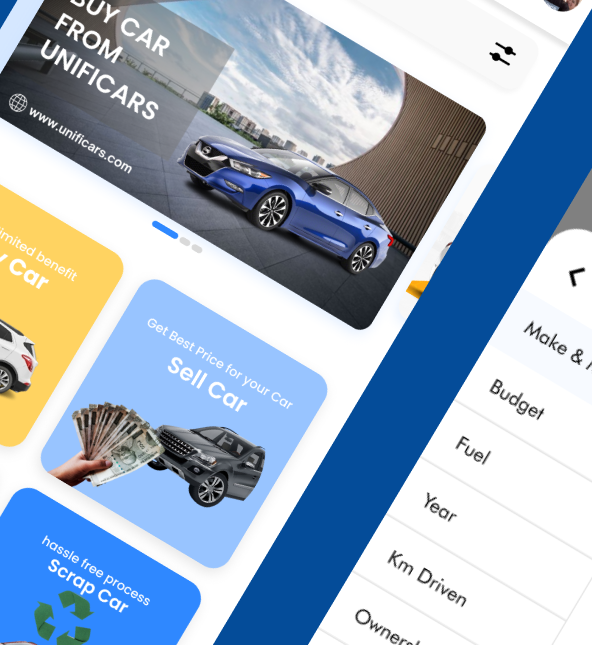 BUY CAR
FROM
UNIFICARS
www.unificars.com
benefit
Car
Get Best Price for your Car
Sell Car
hassle free process
Scrap Car
Make &
Budget
Fuel
Year
Km Driven